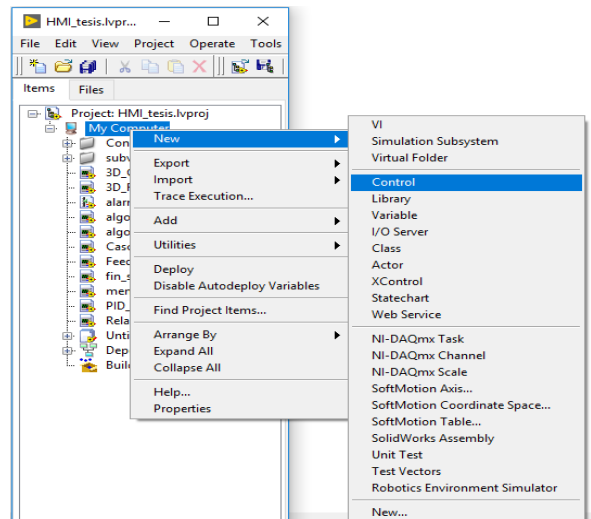 HMI_tesis.lvpr...
File Edit View Project Operate Tools
Items Files
Project: HMI_tesis.lvproj
My Computer
Con
subv
3D_
3D_
alarr
algo
algo
Casc
Feed
fin_s
mer
PID_
Rela
Unti
Dep
Buil
New
Export
Import
Trace Execution...
Add
Utilities
Deploy
Disable Autodeploy Variables
Find Project Items...
Arrange By
Expand All
Collapse All
Help...
Properties
VI
Simulation Subsystem
Virtual Folder
Control
Library
Variable
I/O Server
Class
Actor
XControl
Statechart
Web Service
NI-DAQmx Task
NI-DAQmx Channel
NI-DAQmx Scale
SoftMotion Axis...
SoftMotion Coordinate Space...
SoftMotion Table...
SolidWorks Assembly
Unit Test
Test Vectors
Robotics Environment Simulator
New...